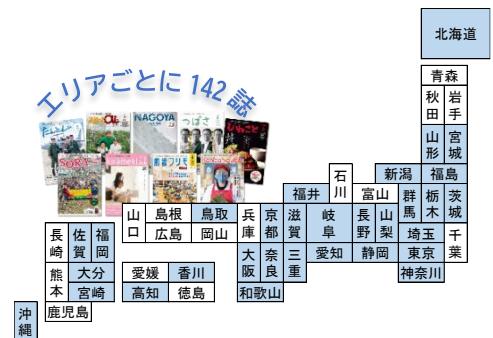 エリアごとに142誌
北海道
青森
秋田
岩手
山形
宮城
石川
新潟
福島
福井
富山
群馬
栃木
茨城
山口
島根
鳥取
兵庫
京都
滋賀
岐阜
長野
山梨
埼玉
千葉
広島
岡山
長崎
佐賀
福岡
大阪
奈良
三重
愛知
静岡
東京
熊本
大分
愛媛
香川
神奈川
宮崎
高知
徳島
和歌山
鹿児島
沖縄
NAGOYA
つばさ
SORA